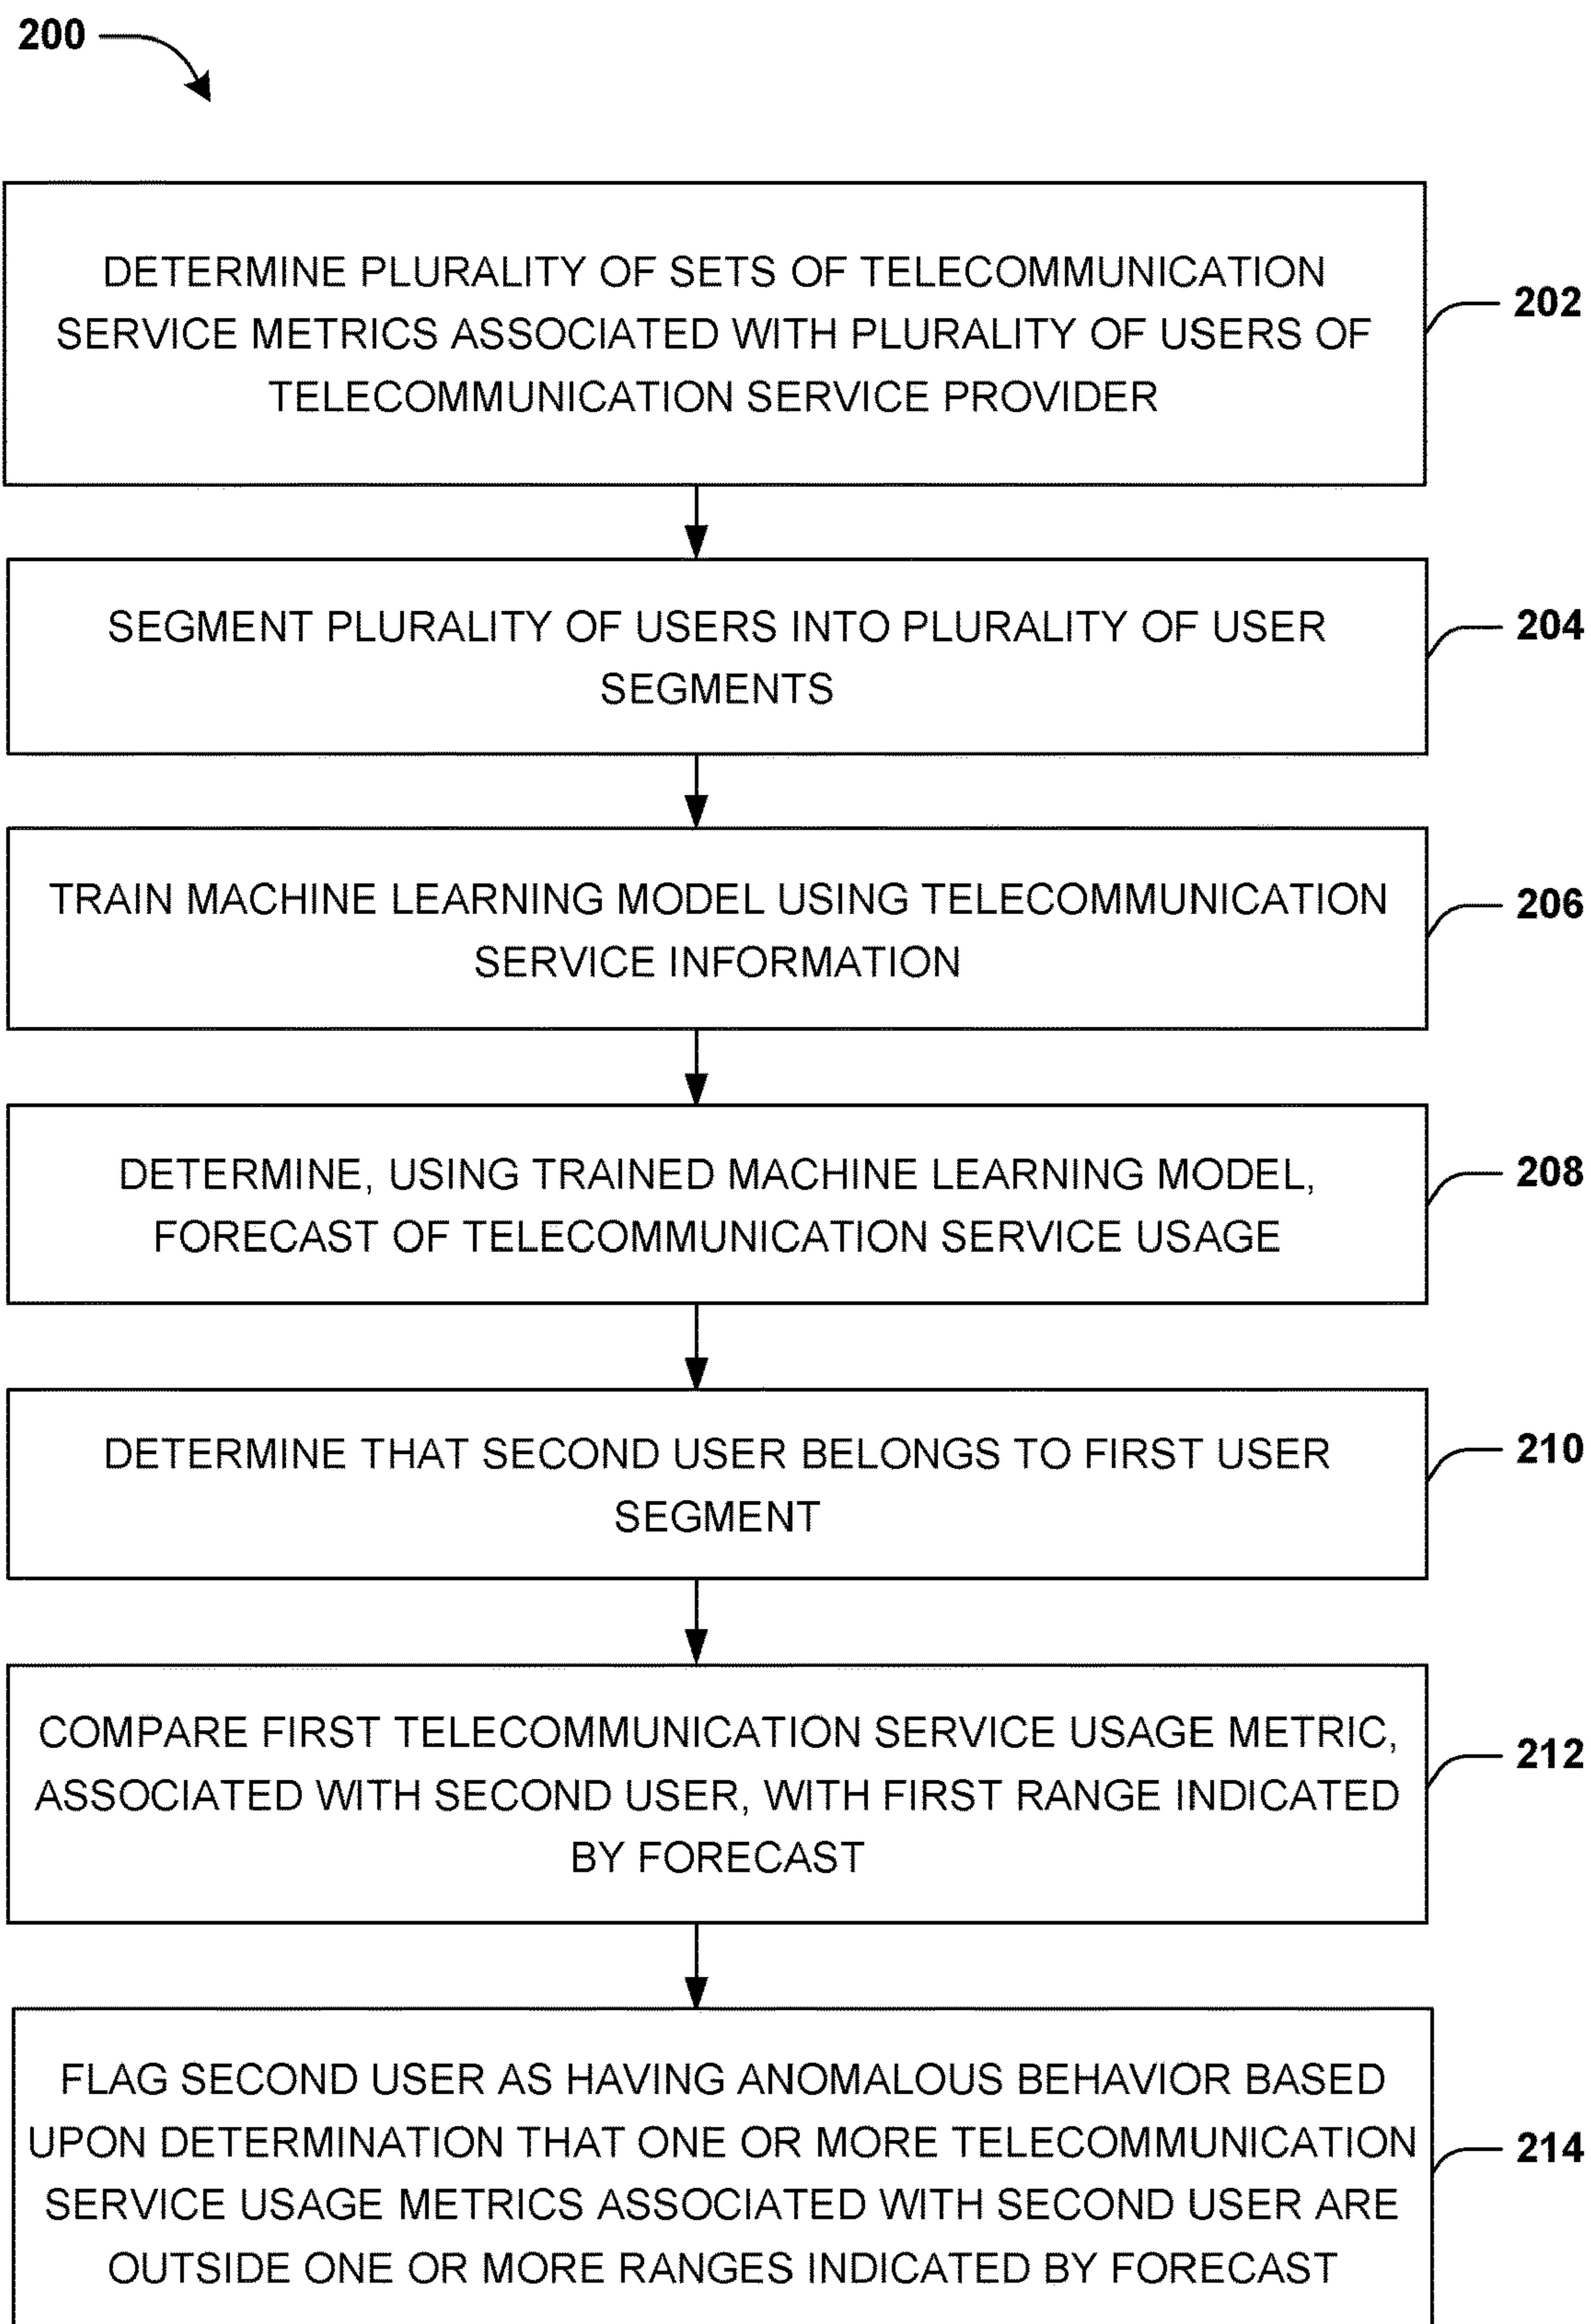 200
DETERMINE PLURALITY OF SETS OF TELECOMMUNICATION
SERVICE METRICS ASSOCIATED WITH PLURALITY OF USERS OF
TELECOMMUNICATION SERVICE PROVIDER
202
SEGMENT PLURALITY OF USERS INTO PLURALITY OF USER
SEGMENTS
204
TRAIN MACHINE LEARNING MODEL USING TELECOMMUNICATION
SERVICE INFORMATION
206
DETERMINE, USING TRAINED MACHINE LEARNING MODEL,
FORECAST OF TELECOMMUNICATION SERVICE USAGE
208
DETERMINE THAT SECOND USER BELONGS TO FIRST USER
SEGMENT
210
COMPARE FIRST TELECOMMUNICATION SERVICE USAGE METRIC,
ASSOCIATED WITH SECOND USER, WITH FIRST RANGE INDICATED
BY FORECAST
212
FLAG SECOND USER AS HAVING ANOMALOUS BEHAVIOR BASED
UPON DETERMINATION THAT ONE OR MORE TELECOMMUNICATION
SERVICE USAGE METRICS ASSOCIATED WITH SECOND USER ARE
OUTSIDE ONE OR MORE RANGES INDICATED BY FORECAST
214